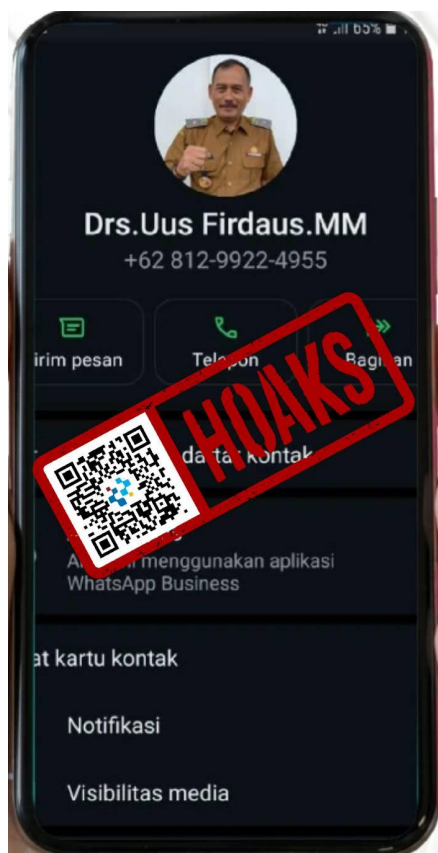 65%
Drs.Uus Firdaus.MM
+62 812-9922-4955
irim pesan
Telepon
Bagikan
HOAKS
daftar kontak
menggunakan aplikasi
WhatsApp Business
at kartu kontak
Notifikasi
Visibilitas media